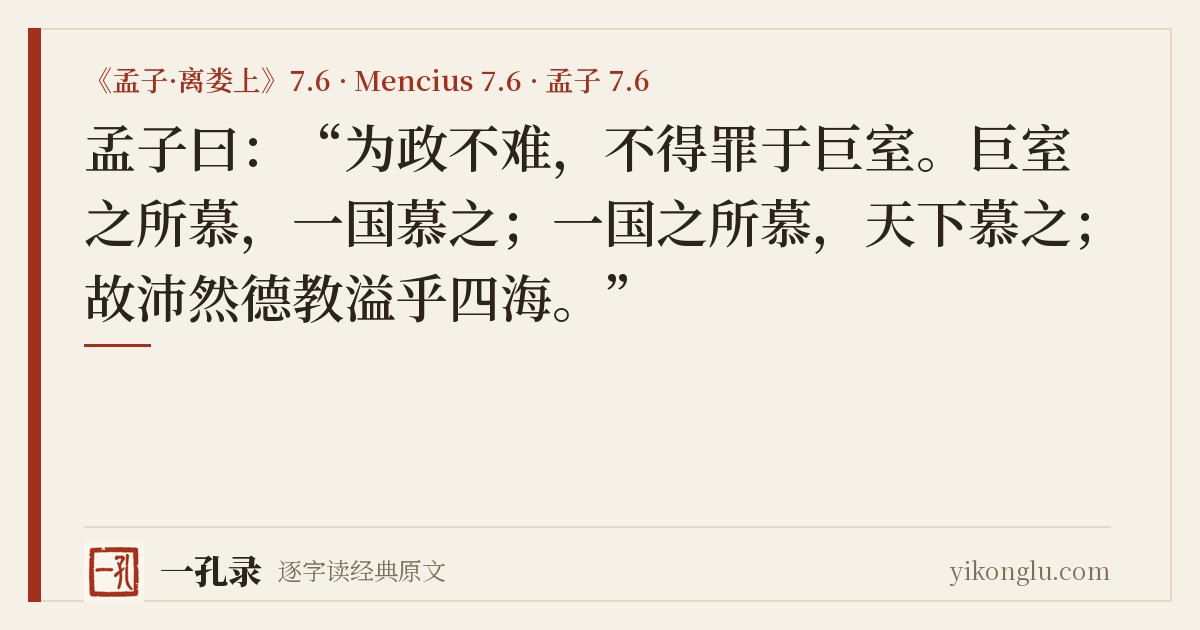 《孟子·离娄上》7.6 · Mencius 7.6 · 孟子 7.6
孟子曰：“为政不难，不得罪于巨室。巨室
之所慕，一国慕之；一国之所慕，天下慕之；
故沛然德教溢乎四海。”
一孔
一孔录 逐字读经典原文
yikonglu.com